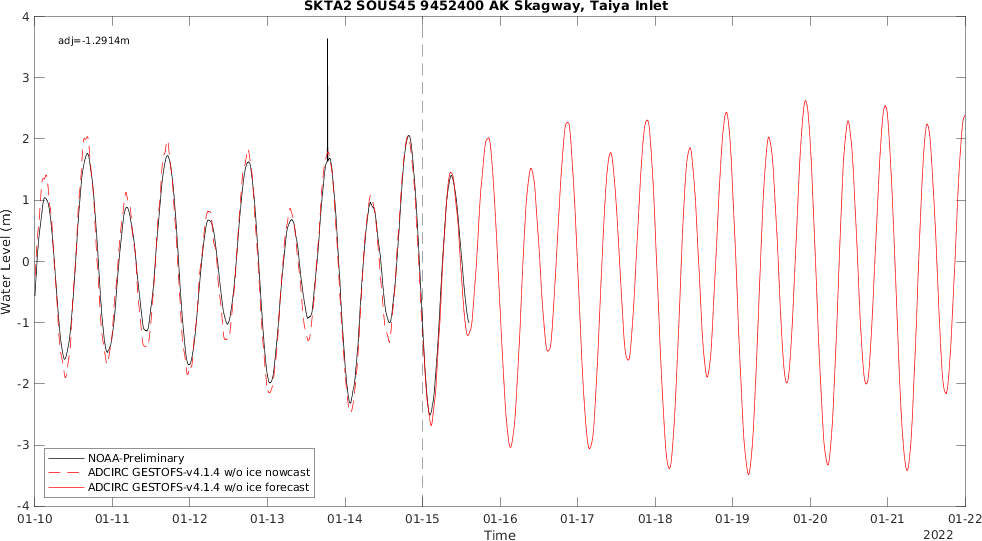 SKTA2 SOUS45 9452400 AK Skagway, Taiya Inlet
adj=-1.2914m
4
3
2
1
0
-1
-2
-3
-4
Water Level (m)
NOAA-Preliminary
ADCIRC GESTOFS-v4.1.4 w/o ice nowcast
ADCIRC GESTOFS-v4.1.4 w/o ice forecast
01-10 01-11 01-12 01-13 01-14 01-15 01-16 01-17 01-18 01-19 01-20 01-21 01-22
Time
2022